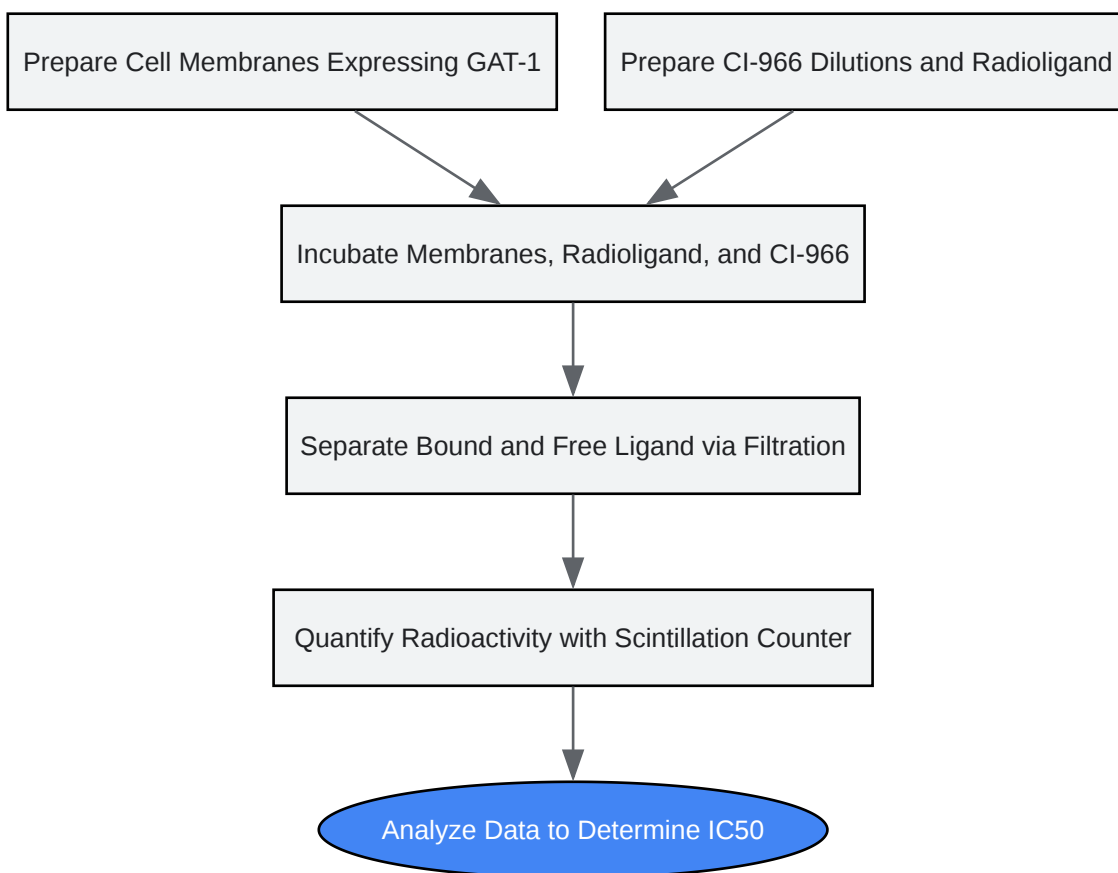 Prepare Cell Membranes Expressing GAT-1
Prepare CI-966 Dilutions and Radioligand
Incubate Membranes, Radioligand, and CI-966
Separate Bound and Free Ligand via Filtration
Quantify Radioactivity with Scintillation Counter
Analyze Data to Determine IC50